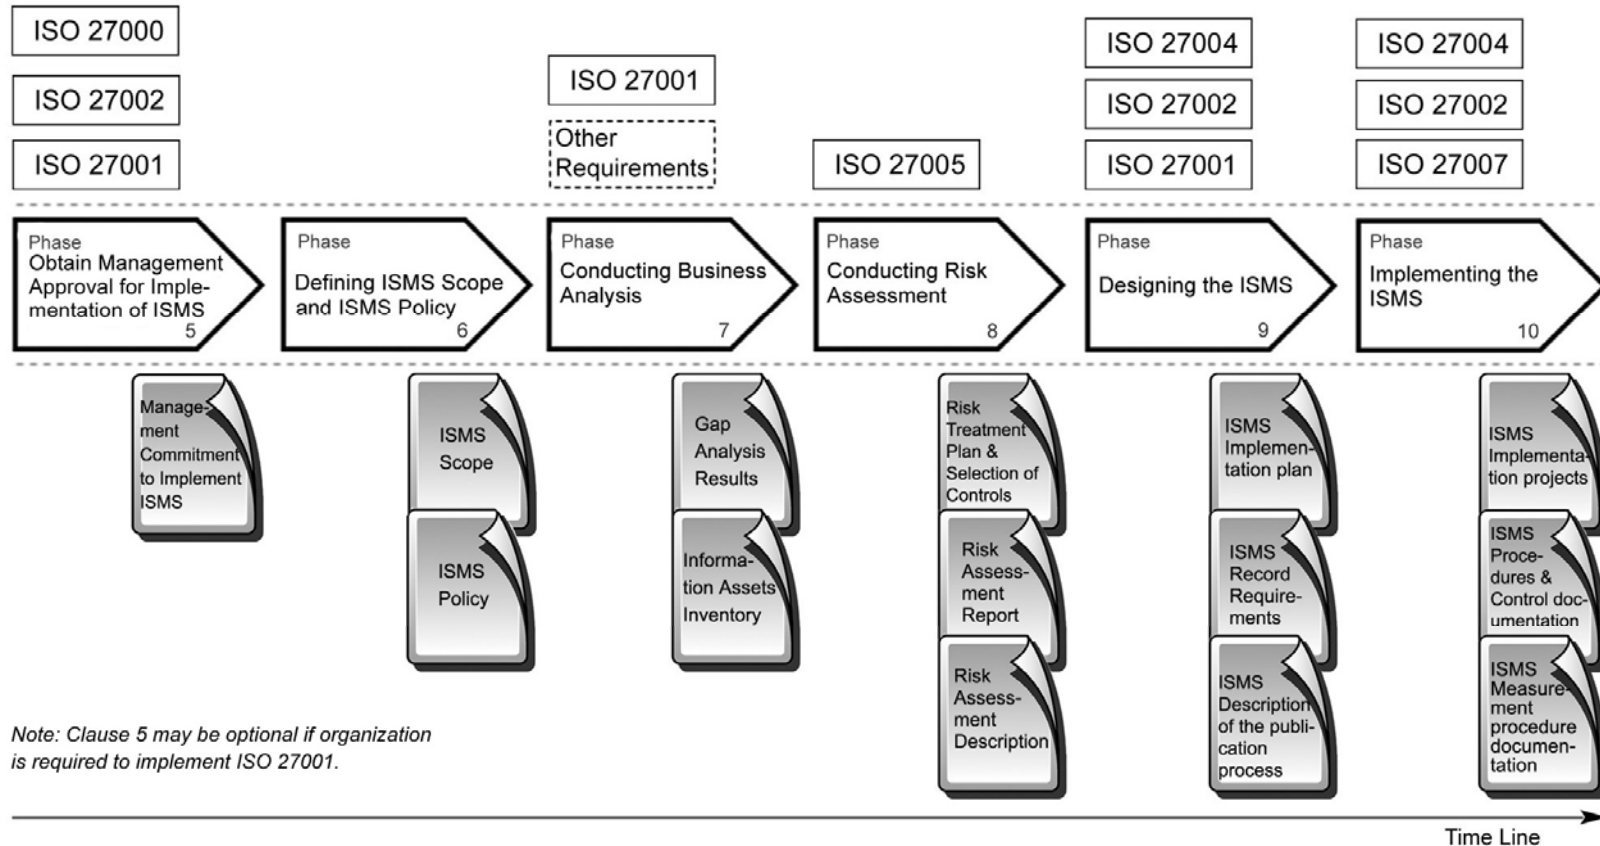 ISO 27000
ISO 27002
ISO 27001
ISO 27001
Other
Requirements
ISO 27005
ISO 27004
ISO 27002
ISO 27001
ISO 27004
ISO 27002
ISO 27007
Phase
Obtain Management
Approval for Imple-
mentation of ISMS
5
Phase
Defining ISMS Scope
and ISMS Policy
6
Phase
Conducting Business
Analysis
7
Phase
Conducting Risk
Assessment
8
Phase
Designing the ISMS
9
Phase
Implementing the
ISMS
10
Manage-
ment
Commitment
to Implement
ISMS
ISMS
Scope
ISMS
Policy
Gap
Analysis
Results
Informa-
tion Assets
Inventory
Risk
Treatment
Plan &
Selection of
Controls
Risk
Assess-
ment
Report
Risk
Assess-
ment
Description
ISMS
Implemen-
tation plan
ISMS
Record
Require-
ments
ISMS
Description
of the publi-
cation
process
ISMS
Implementa-
tion projects
ISMS
Proce-
dures &
Control doc-
umentation
ISMS
Measure-
ment
procedure
documen-
tation
Note: Clause 5 may be optional if organization
is required to implement ISO 27001.
Time Line